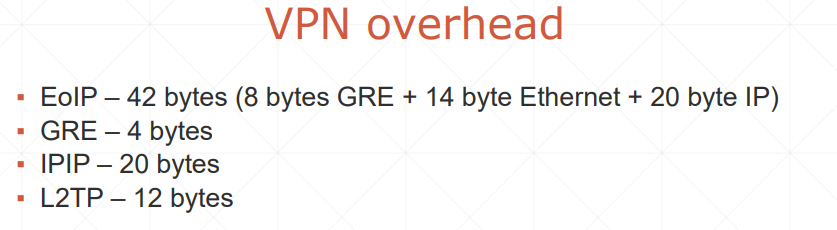 VPN overhead
▪ EoIP – 42 bytes (8 bytes GRE + 14 byte Ethernet + 20 byte IP)
▪ GRE – 4 bytes
▪ IPIP – 20 bytes
▪ L2TP – 12 bytes